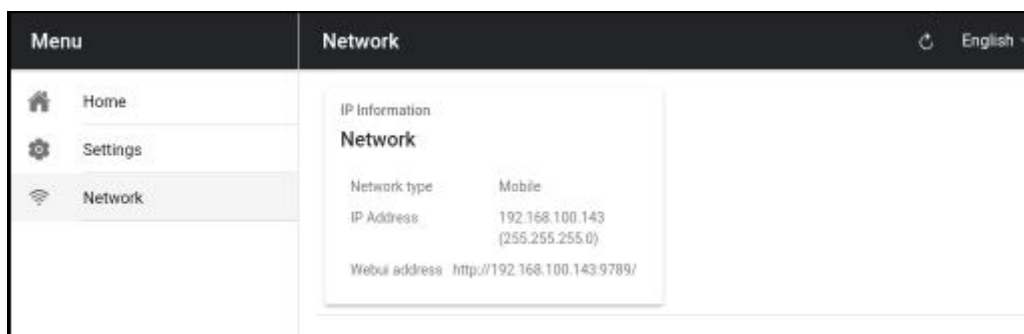 Menu
Network
English
Home
Settings
Network
IP Information
Network
Network type Mobile
IP Address 192.168.100.143
(255.255.255.0)
Webui address http://192.168.100.143:9789/